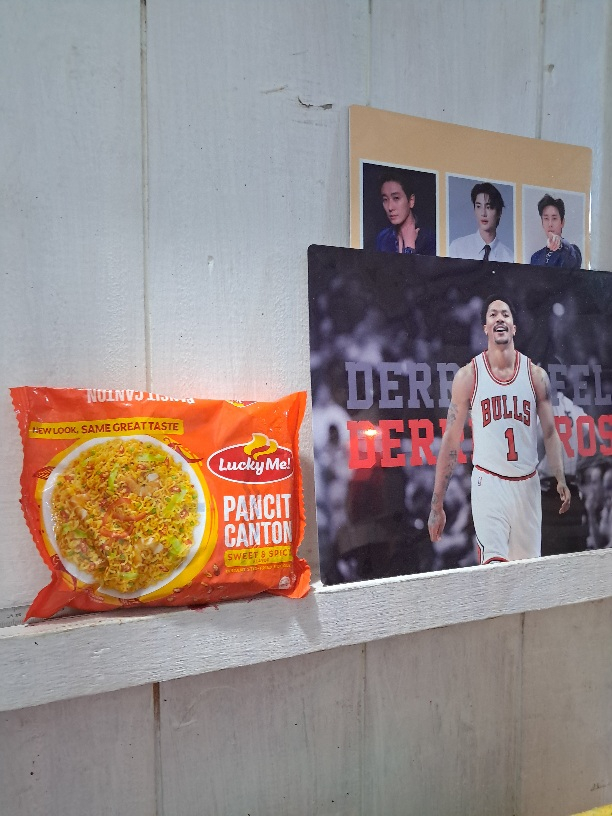 PANCIT CANTON
NEW LOOK. SAME GREAT TASTE
Lucky Me!
PANCIT
CANTON
SWEET & SPICY
BULLS
1